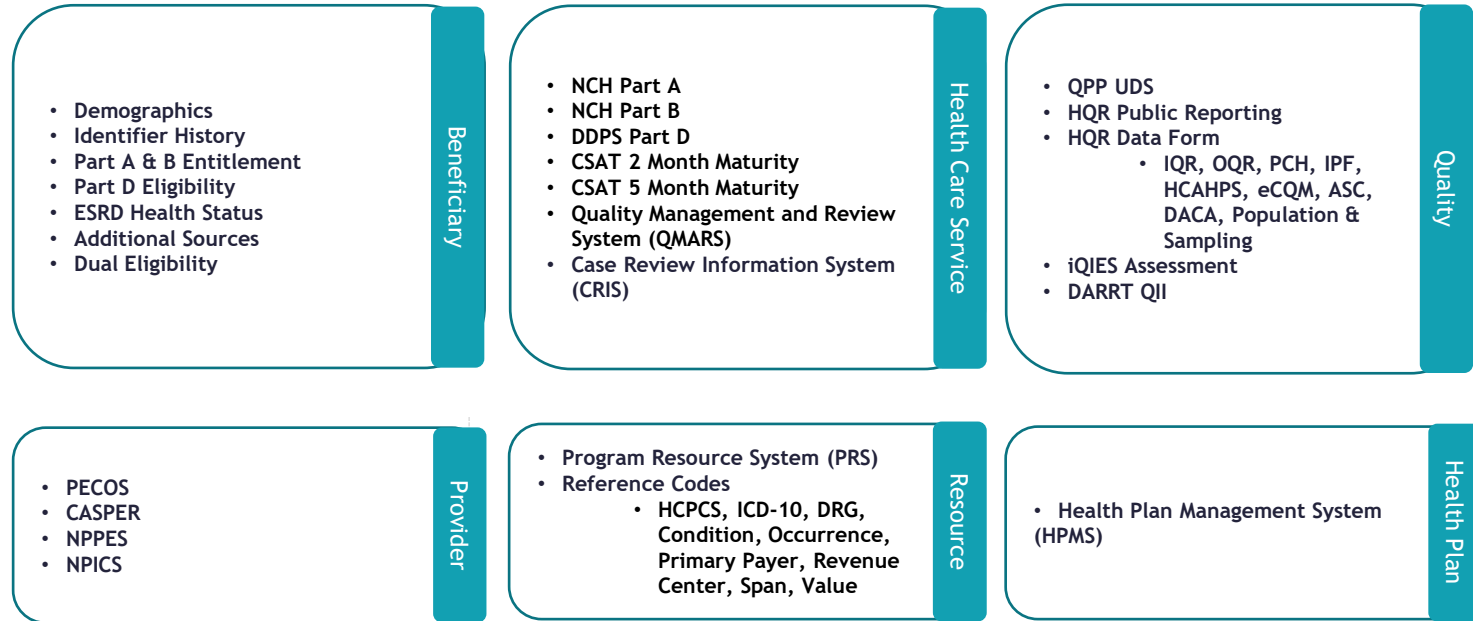 • Demographics
• Identifier History
• Part A & B Entitlement
• Part D Eligibility
• ESRD Health Status
• Additional Sources
• Dual Eligibility
Beneficiary
• NCH Part A
• NCH Part B
• DDPS Part D
• CSAT 2 Month Maturity
• CSAT 5 Month Maturity
• Quality Management and Review
System (QMARS)
• Case Review Information System
(CRIS)
Health Care Service
• QPP UDS
• HQR Public Reporting
• HQR Data Form
• IQR, OQR, PCH, IPF,
HCAHPS, eCQM, ASC,
DACA, Population &
Sampling
• iQIES Assessment
• DARRT QII
Quality
• PECOS
• CASPER
• NPPES
• NPICS
Provider
• Program Resource System (PRS)
• Reference Codes
• HCPCS, ICD-10, DRG,
Condition, Occurrence,
Primary Payer, Revenue
Center, Span, Value
Resource
• Health Plan Management System
(HPMS)
Health Plan